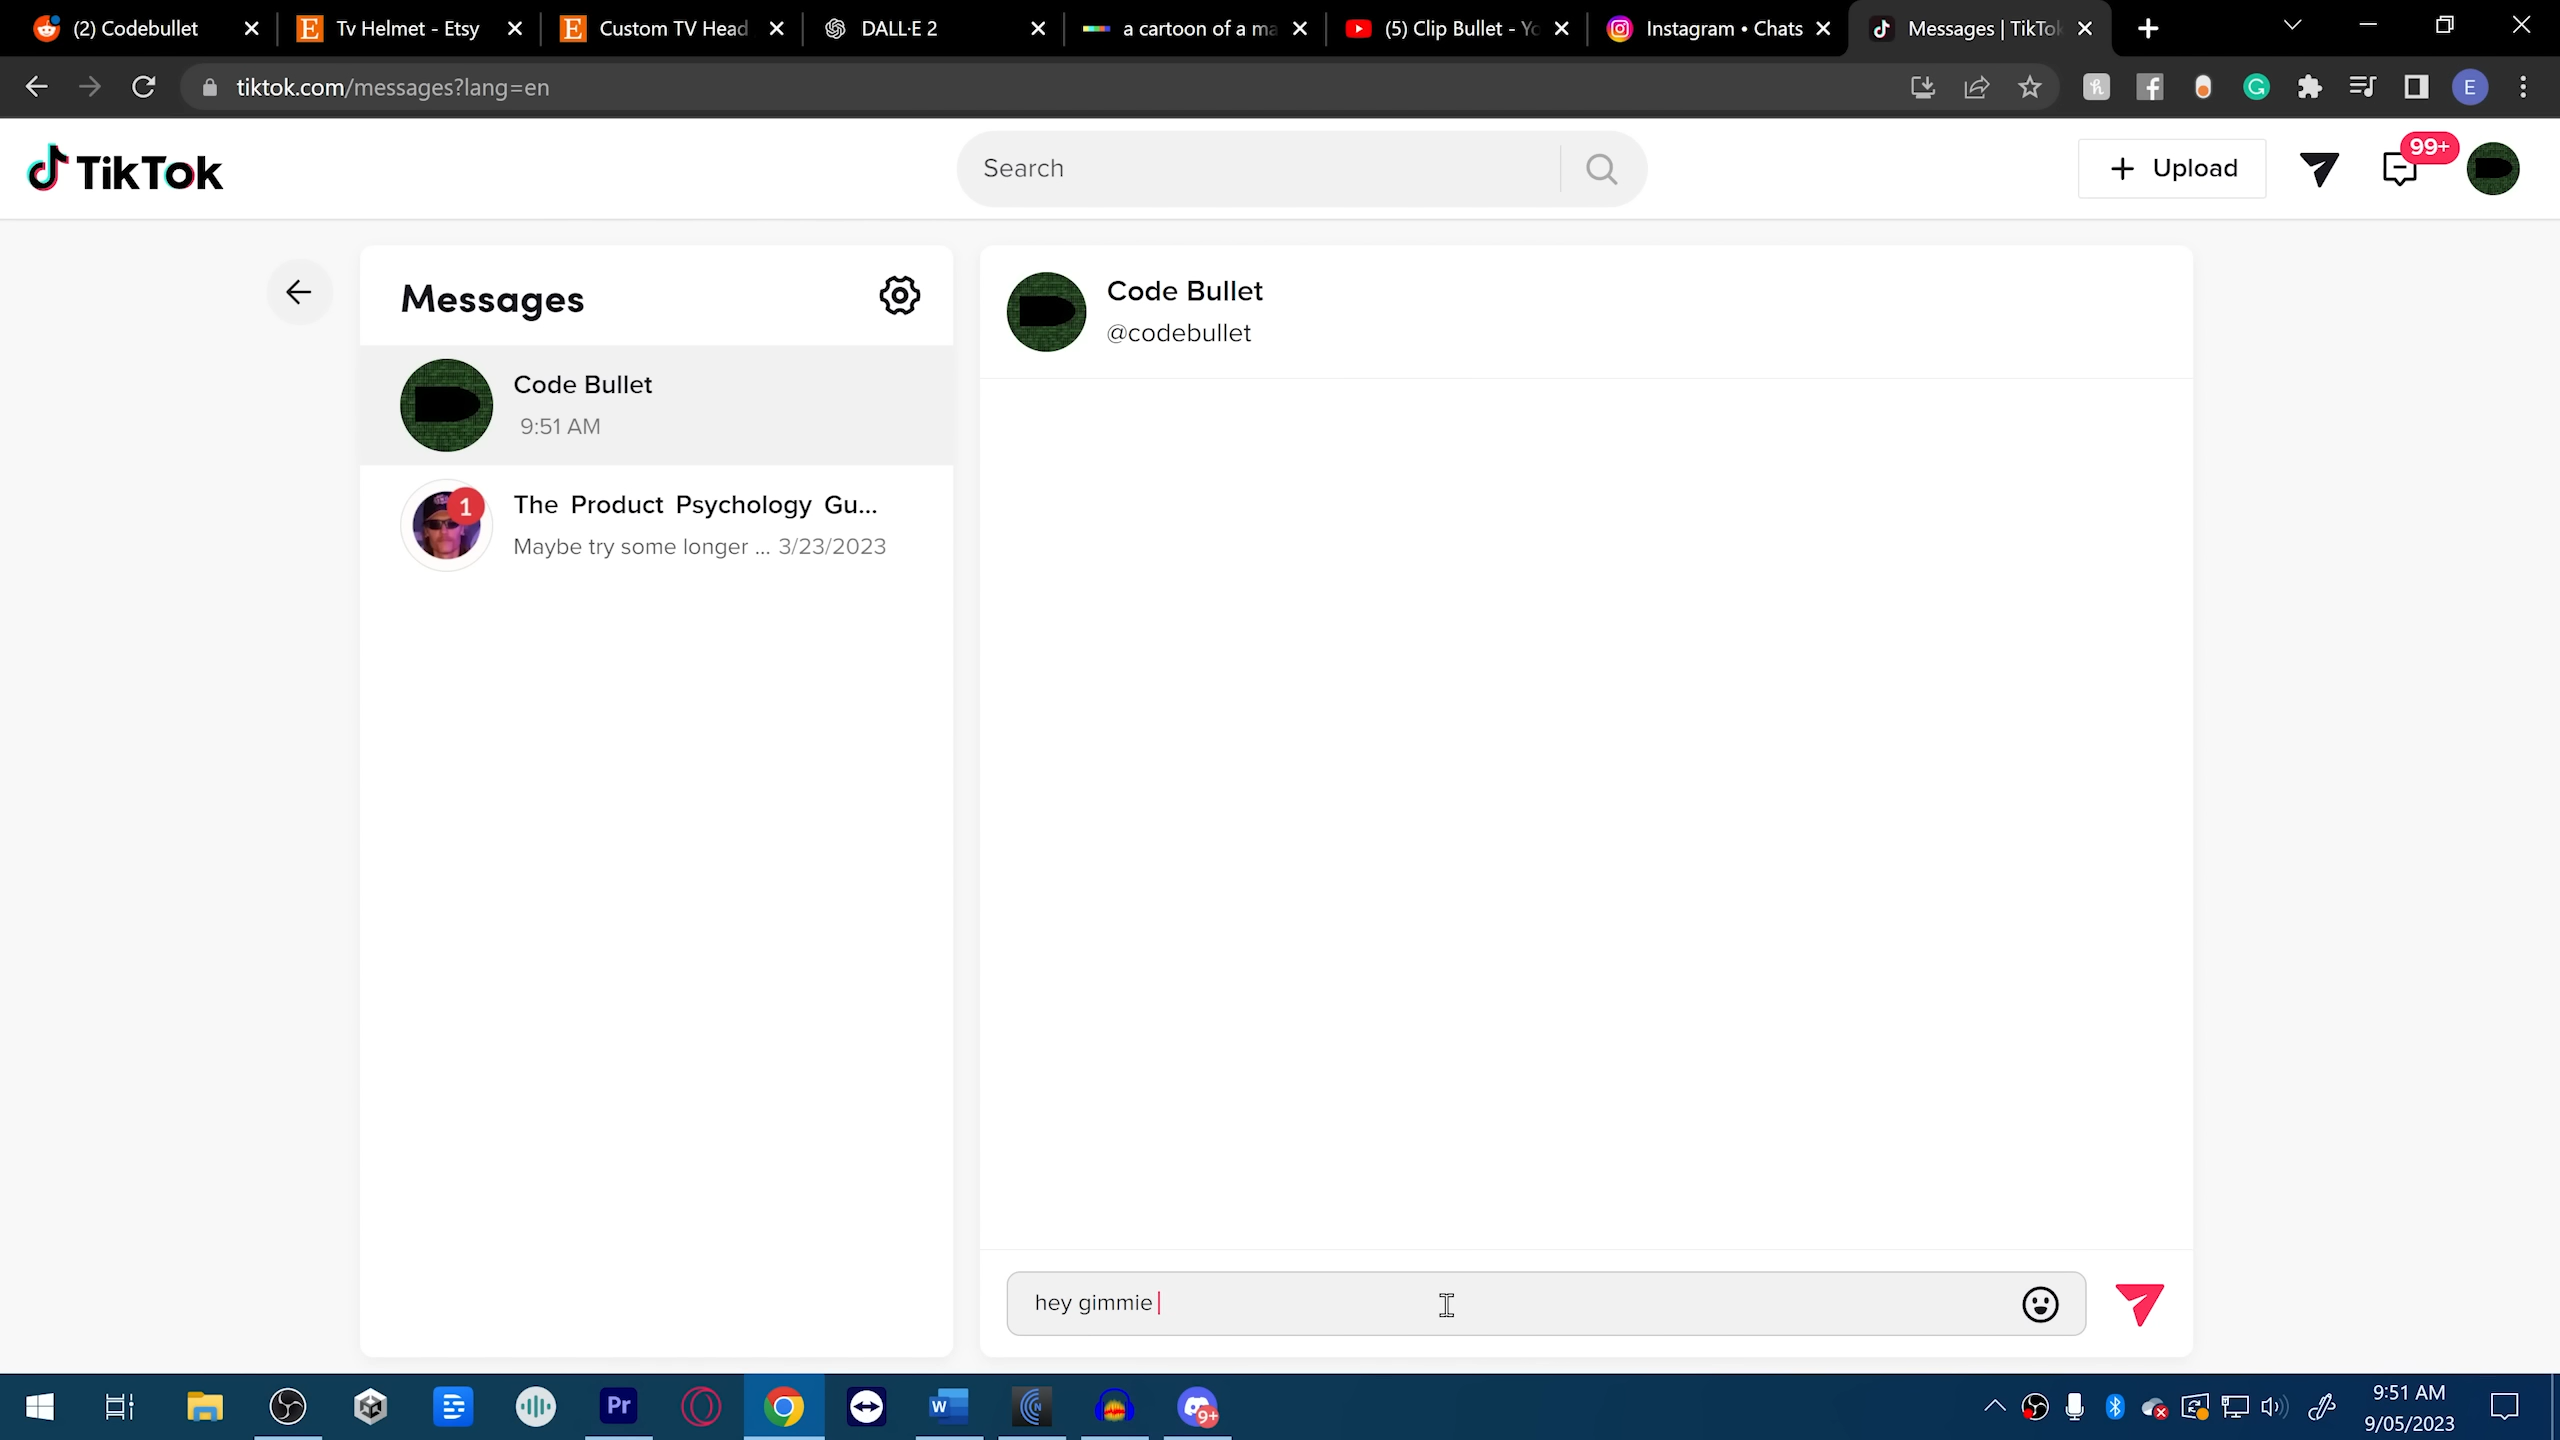 (2) Codebullet
Tv Helmet - Etsy
Custom TV Head
DALL·E 2
a cartoon of a ma
(5) Clip Bullet - Yo
Instagram • Chats
Messages | TikTok
tiktok.com/messages?lang=en
E
TikTok
Search
+ Upload
99+
Messages
Code Bullet
9:51 AM
1
The Product Psychology Gu...
Maybe try some longer ... 3/23/2023
Code Bullet
@codebullet
hey gimmie
Pr
W
N
9+
9:51 AM
9/05/2023